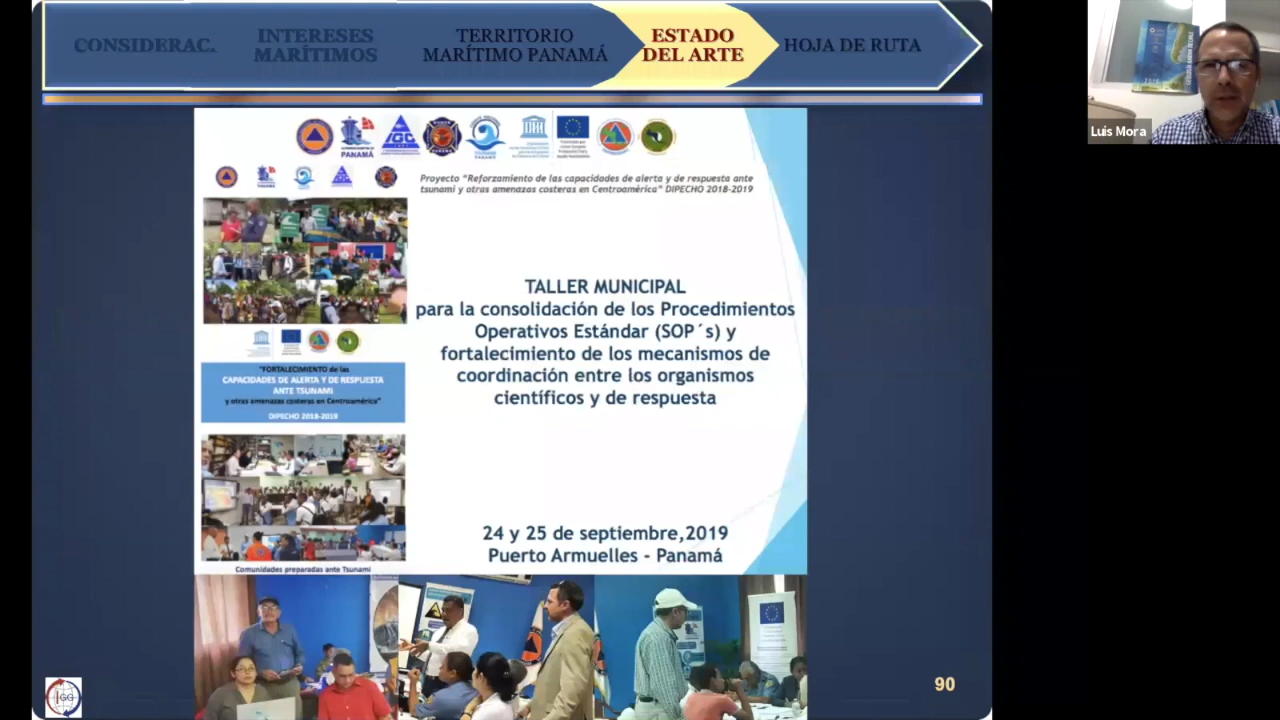 CONSIDERAC.
INTERESES
MARÍTIMOS
TERRITORIO
MARÍTIMO PANAMÁ
ESTADO
DEL ARTE
HOJA DE RUTA
Luis Mora
PANAMÁ
IGC
Proyecto “Reforzamiento de las capacidades de alerta y de respuesta ante
tsunami y otras amenazas costeras en Centroamérica” DIPECHO 2018-2019
TALLER MUNICIPAL
para la consolidación de los Procedimientos
Operativos Estándar (SOP´s) y
fortalecimiento de los mecanismos de
coordinación entre los organismos
científicos y de respuesta
"FORTALECIMIENTO de las
CAPACIDADES DE ALERTA Y DE RESPUESTA
ANTE TSUNAMI
y otras amenazas costeras en Centroamérica"
DIPECHO 2018-2019
24 y 25 de septiembre,2019
Puerto Armuelles - Panamá
Comunidades preparadas ante Tsunami
90